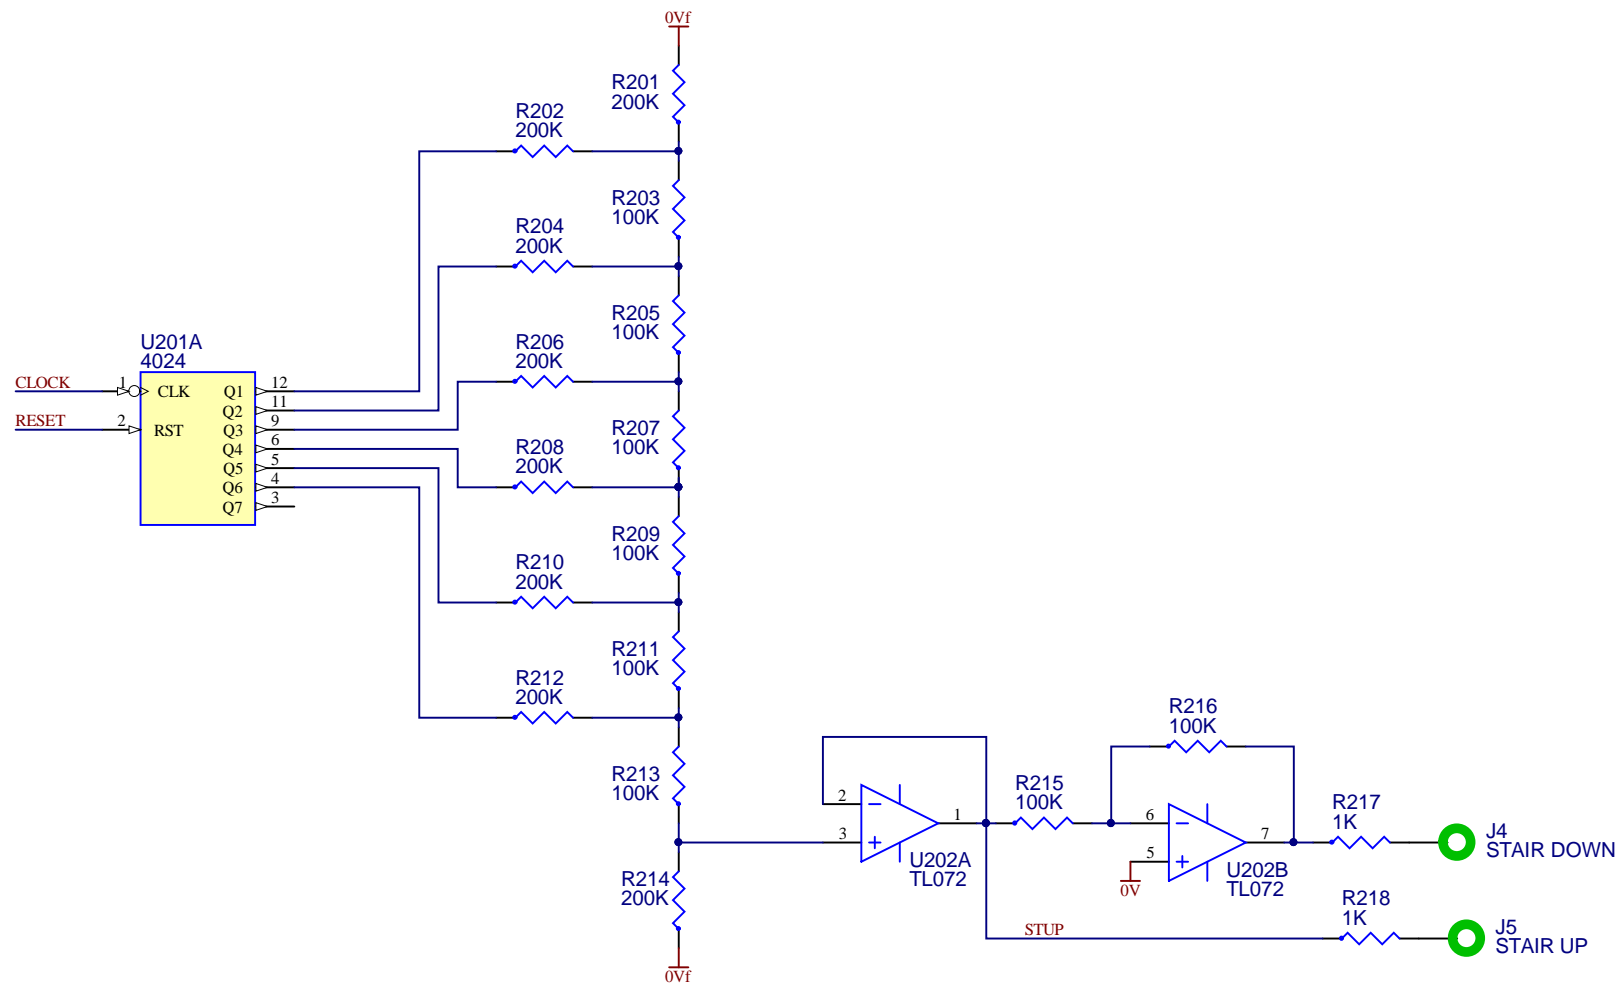 0Vf
R201
200K
R202
200K
R203
100K
R204
200K
R205
100K
R206
200K
R207
100K
R208
200K
R209
100K
R210
200K
R211
100K
R212
200K
R213
100K
R214
200K
0Vf
U201A
4024
CLOCK 1 CLK Q1 12
Q2 11
RESET 2 RST Q3 9
Q4 6
Q5 5
Q6 4
Q7 3
2
3
1
U202A
TL072
R215
100K
R216
100K
6
5
7
0V
U202B
TL072
R217
1K
J4
STAIR DOWN
STUP
R218
1K
J5
STAIR UP